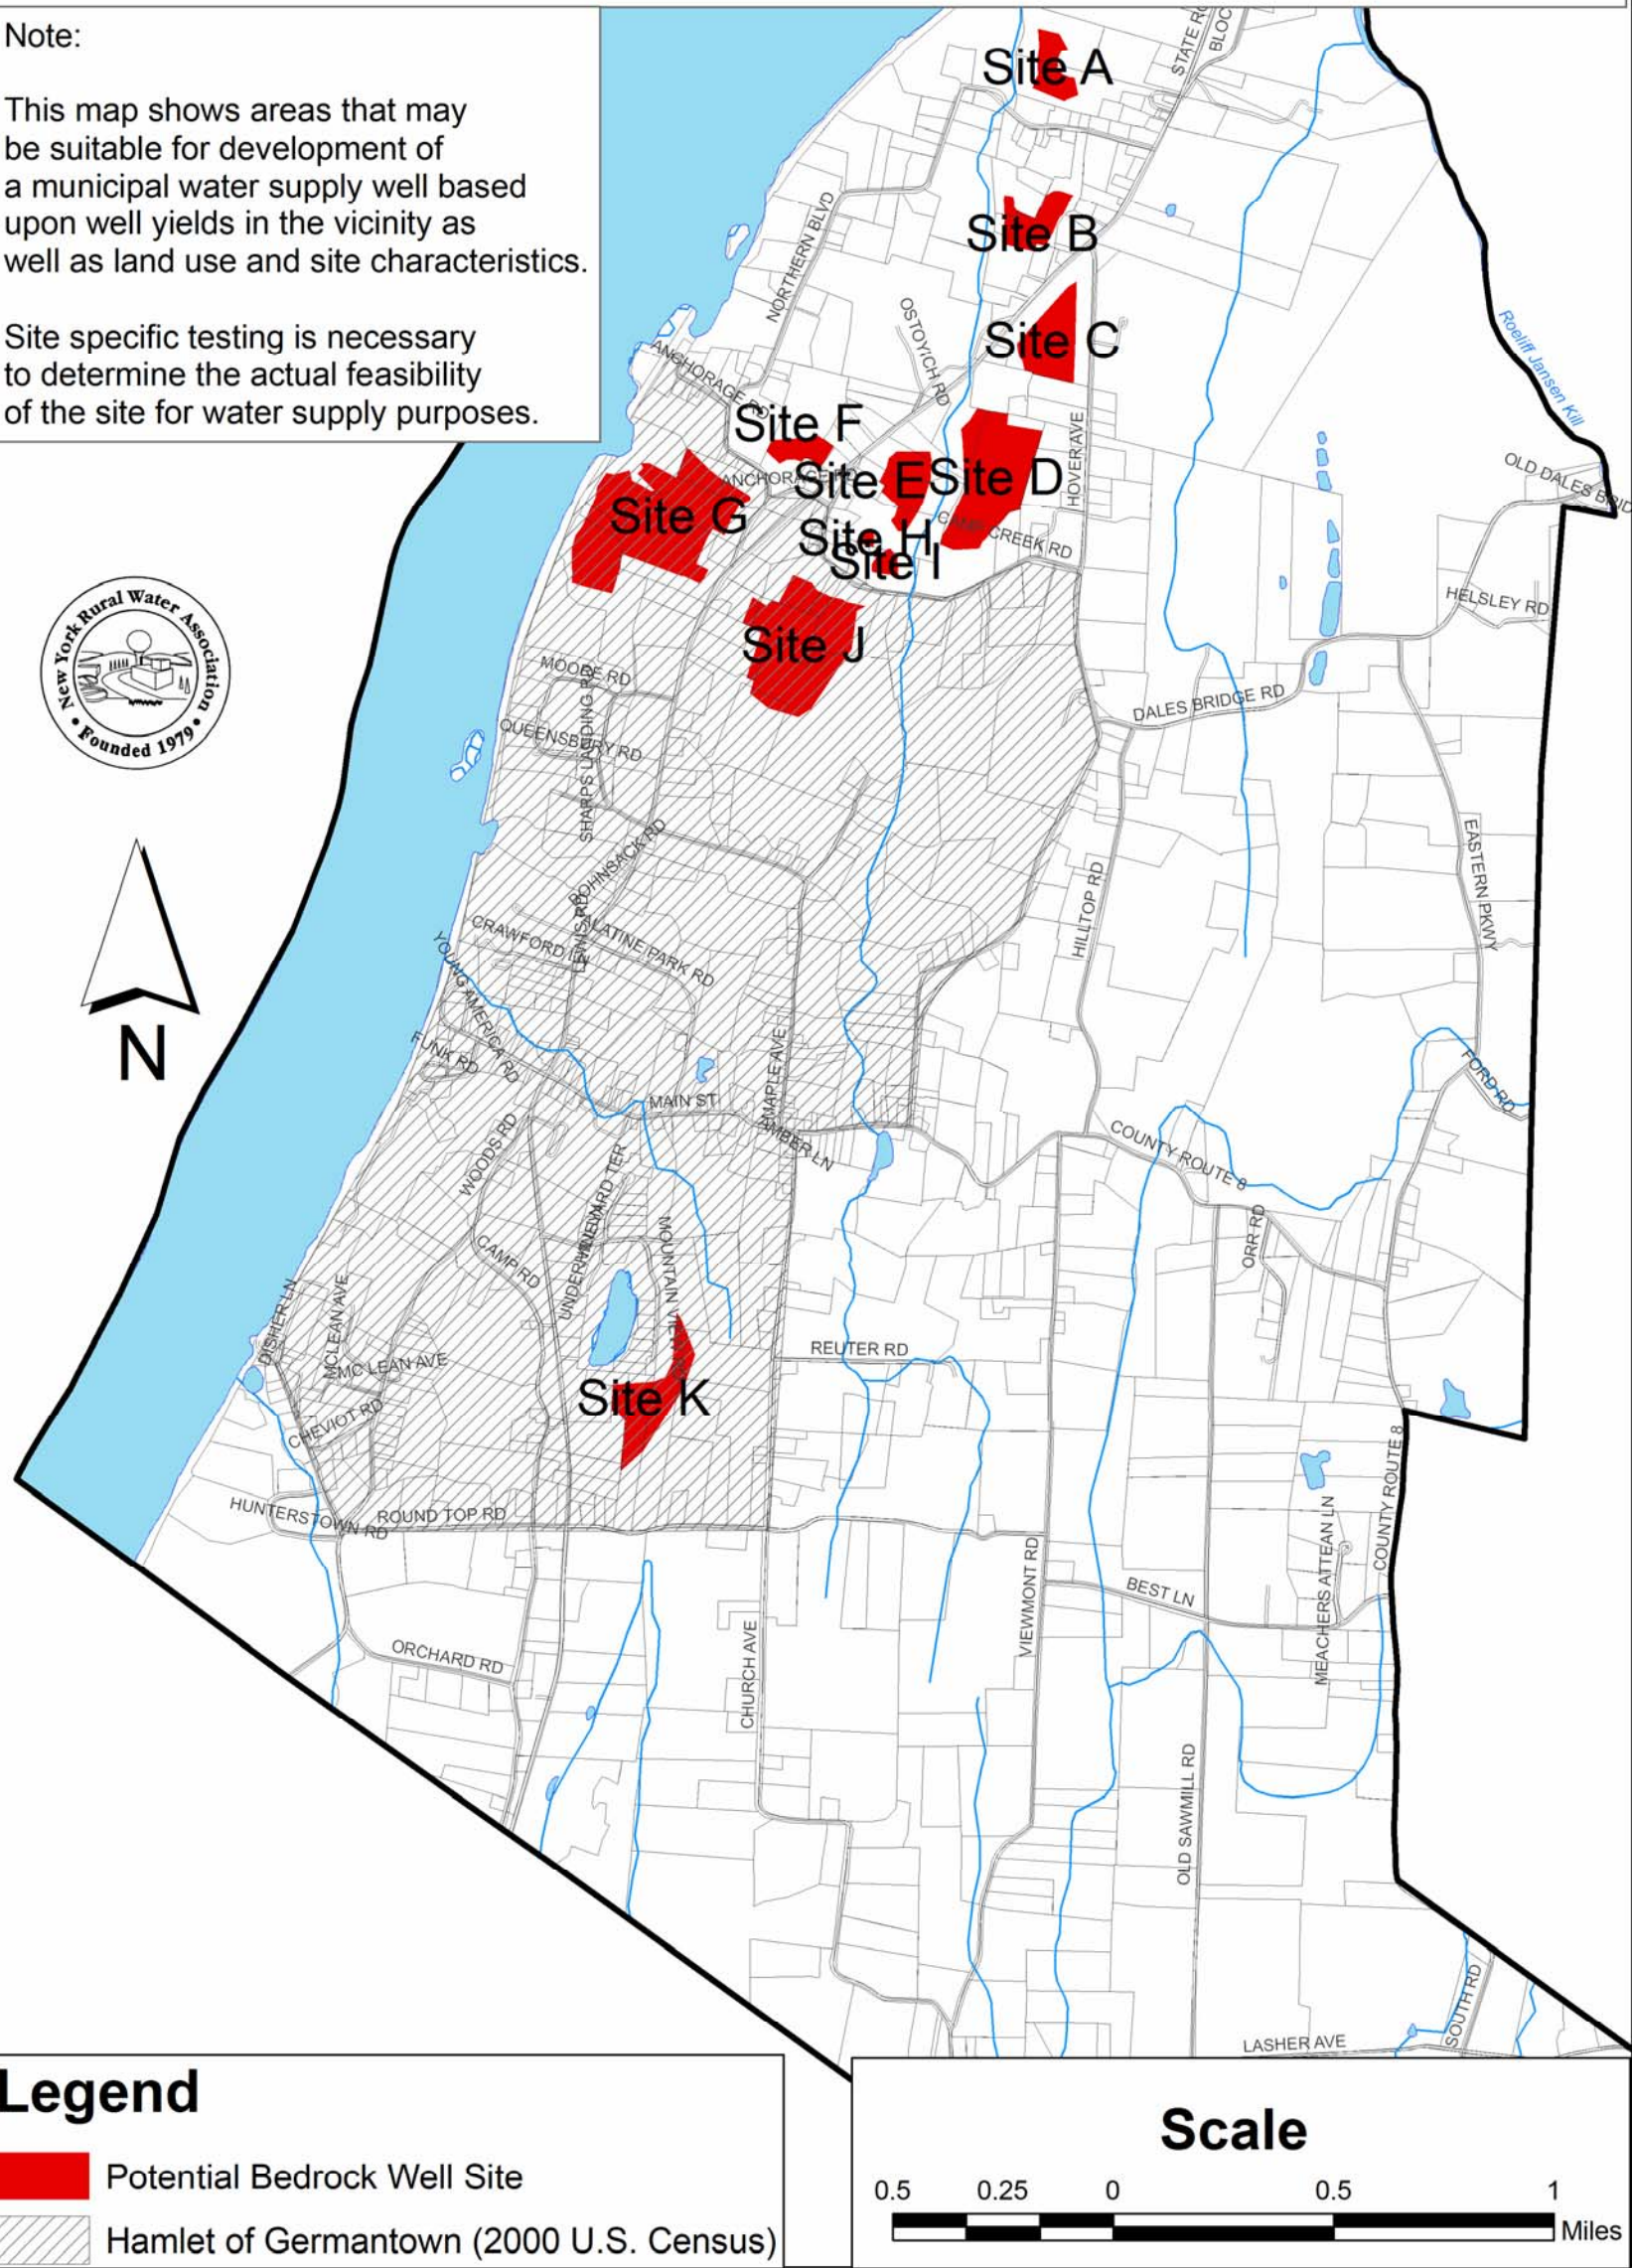 Note:
This map shows areas that may
be suitable for development of
a municipal water supply well based
upon well yields in the vicinity as
well as land use and site characteristics.
Site specific testing is necessary
to determine the actual feasibility
of the site for water supply purposes.
Site A
STATE
BLOC
Site B
NORTHERN BLVD
OSTOYICH RD
Site C
Roeliff Jansen Kill
ANCHORAGE RD
Site F
HOVER AVE
OLD DALES BRID
ANCHORAGE RD
Site E
Site D
Site G
CREEK RD
Site H
Site I
New York Rural Water Association
• Founded 1979 •
HELSLEY RD
Site J
MOORE RD
SHARPS LANDING RD
QUEENSBURY RD
DALES BRIDGE RD
EASTERN PKWY
BOHNSACK RD
HILLTOP RD
LEWIS RD
CRAWFORD LN
PALATINE PARK RD
YOUNG AMERICA RD
N
FUNK RD
MAPLE AVE
MAIN ST
AMBER LN
FORD RD
COUNTY ROUTE 8
WOODS RD
ORR RD
CAMP RD
MOUNTAIN VIEW
DISHER LN
MCLEAN AVE
MC LEAN AVE
REUTER RD
Site K
CHEVIOT RD
COUNTY ROUTE 8
HUNTERSTOWN RD
ROUND TOP RD
MEACHERS ATTEAN LN
VIEWMONT RD
BEST LN
ORCHARD RD
CHURCH AVE
OLD SAWMILL RD
SOUTH RD
LASHER AVE
Legend
Potential Bedrock Well Site
Hamlet of Germantown (2000 U.S. Census)
Scale
0.5 0.25 0 0.5 1
Miles